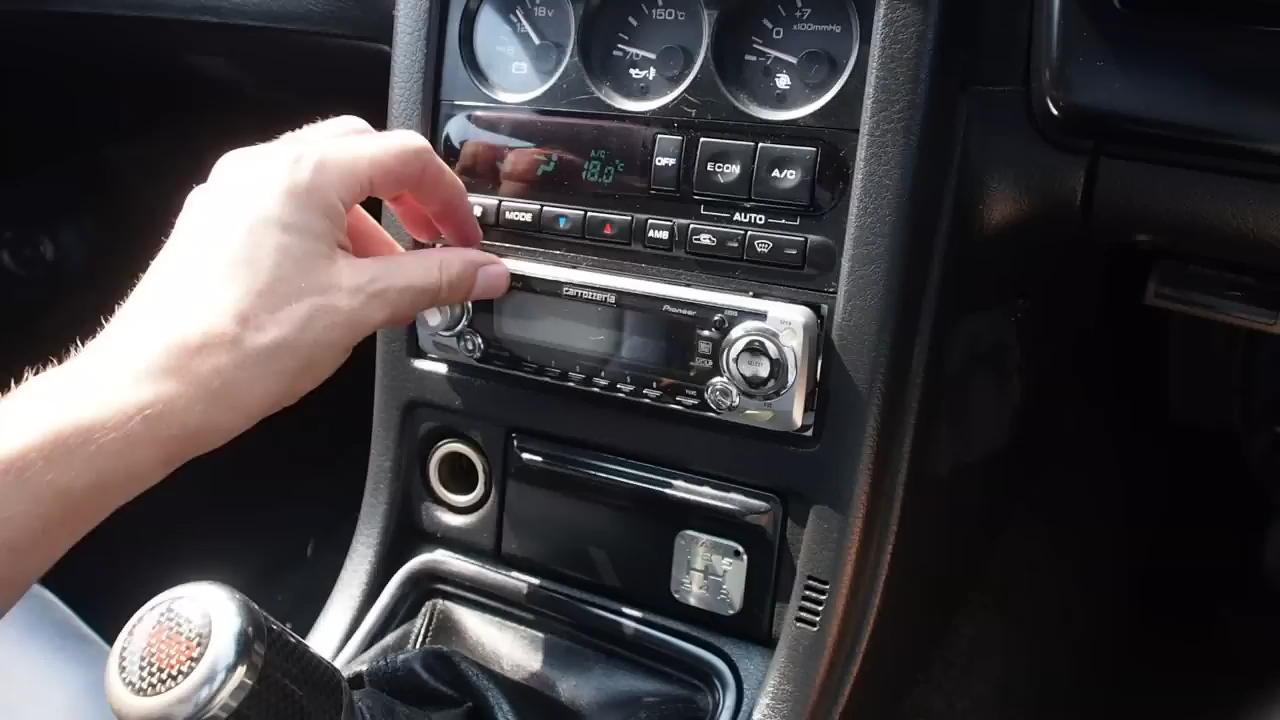 18v
150°c
+7
0
x100mmHg
-7
70
A/C
18.0°c
OFF
ECON
A/C
MODE
AMB
AUTO
carrozzeria
Pioneer